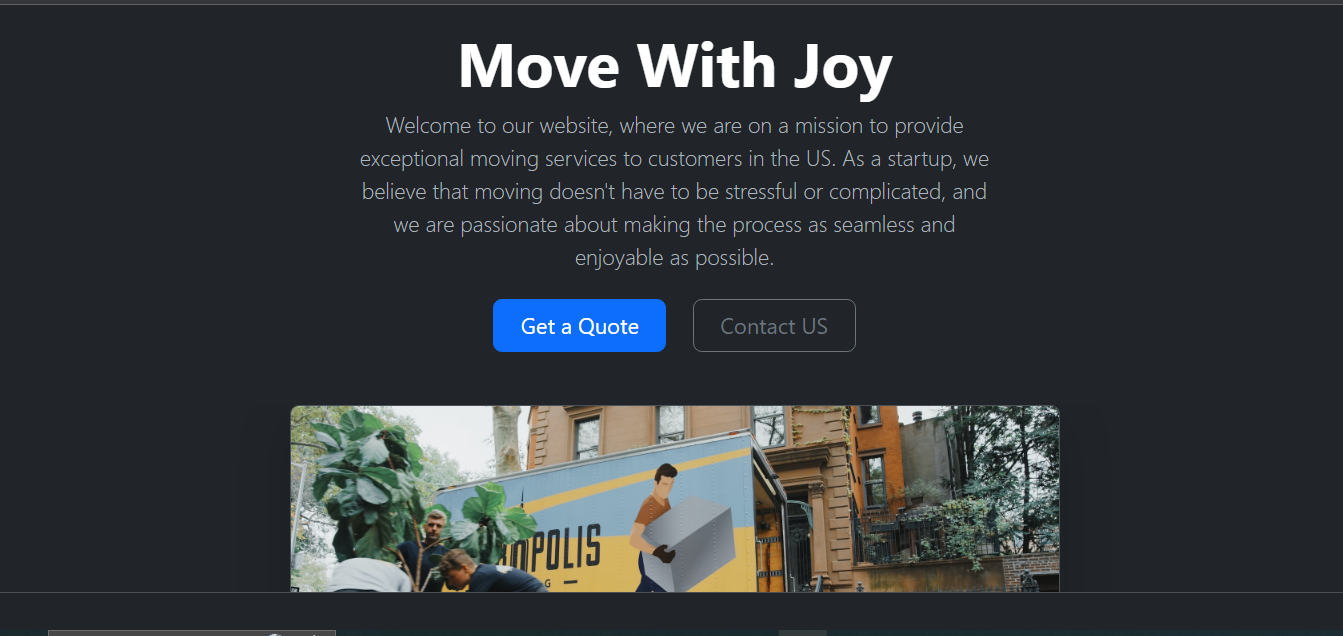 Move With Joy
Welcome to our website, where we are on a mission to provide
exceptional moving services to customers in the US. As a startup, we
believe that moving doesn't have to be stressful or complicated, and
we are passionate about making the process as seamless and
enjoyable as possible.
Get a Quote
Contact US